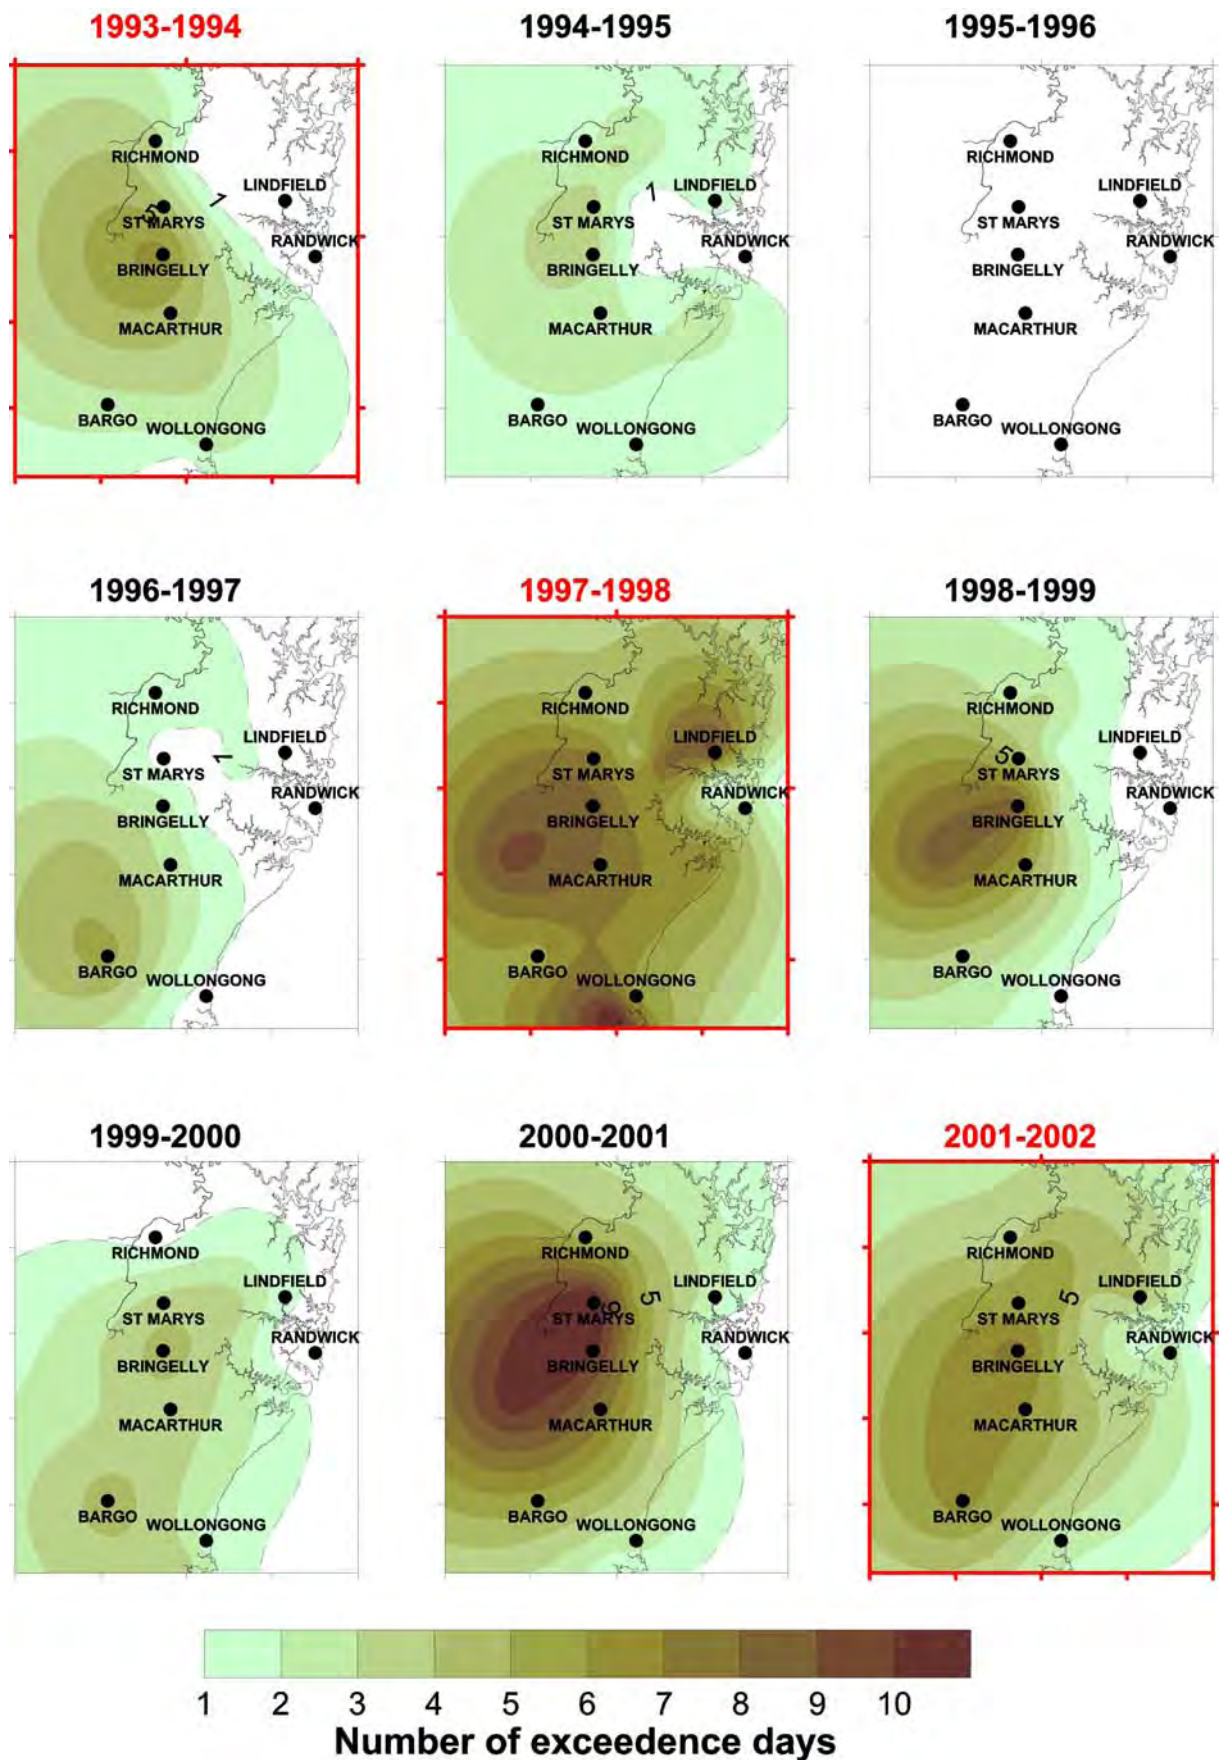 1993-1994 1994-1995 1995-1996
RICHMOND RICHMOND RICHMOND
LINDFIELD 1 LINDFIELD LINDFIELD
5 1
ST MARYS ST MARYS ST MARYS
RANDWICK RANDWICK RANDWICK
BRINGELLY BRINGELLY BRINGELLY
MACARTHUR MACARTHUR MACARTHUR
BARGO BARGO BARGO
WOLLONGONG WOLLONGONG WOLLONGONG
1996-1997 1997-1998 1998-1999
RICHMOND RICHMOND RICHMOND
LINDFIELD LINDFIELD LINDFIELD
1 5
ST MARYS ST MARYS ST MARYS
RANDWICK RANDWICK RANDWICK
BRINGELLY BRINGELLY BRINGELLY
MACARTHUR MACARTHUR MACARTHUR
BARGO BARGO BARGO
WOLLONGONG WOLLONGONG WOLLONGONG
1999-2000 2000-2001 2001-2002
RICHMOND RICHMOND RICHMOND
LINDFIELD LINDFIELD LINDFIELD
5 5
ST MARYS ST MARYS ST MARYS
RANDWICK RANDWICK RANDWICK
BRINGELLY BRINGELLY BRINGELLY
MACARTHUR MACARTHUR MACARTHUR
BARGO BARGO BARGO
WOLLONGONG WOLLONGONG WOLLONGONG
1 2 3 4 5 6 7 8 9 10
Number of exceedence days